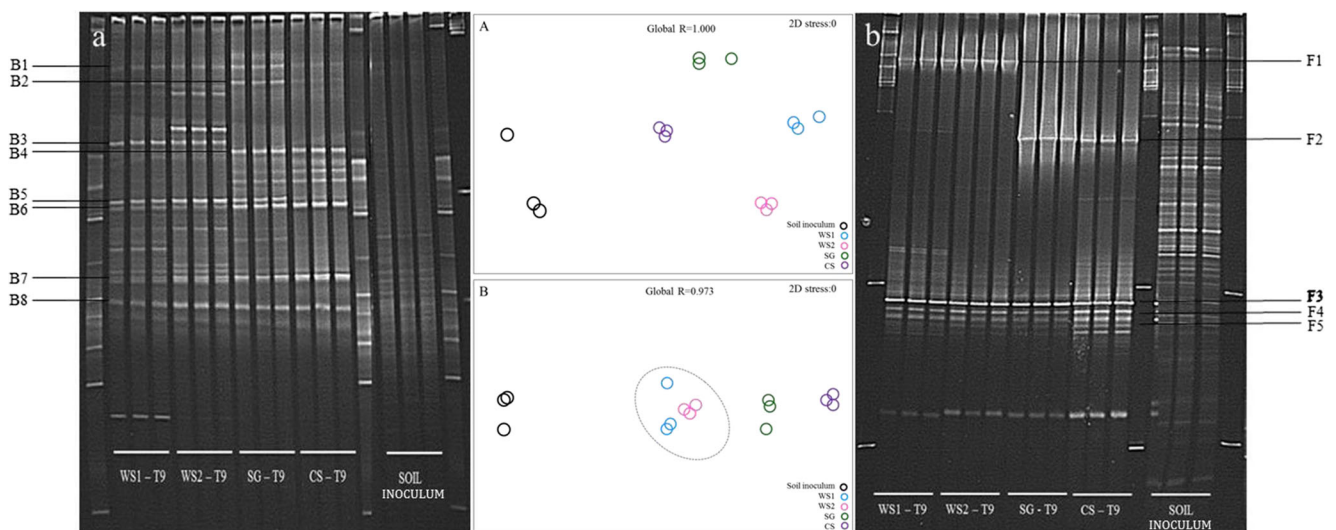 a
B1
B2
B3
B4
B5
B6
B7
B8
WS1 – T9 WS2 – T9 SG – T9 CS – T9 SOIL
INOCULUM
A
Global R=1.000
2D stress:0
Soil inoculum
WS1
WS2
SG
CS
B
Global R=0.973
2D stress:0
Soil inoculum
WS1
WS2
SG
CS
b
F1
F2
F3
F4
F5
WS1 – T9 WS2 – T9 SG - T9 CS – T9 SOIL
INOCULUM